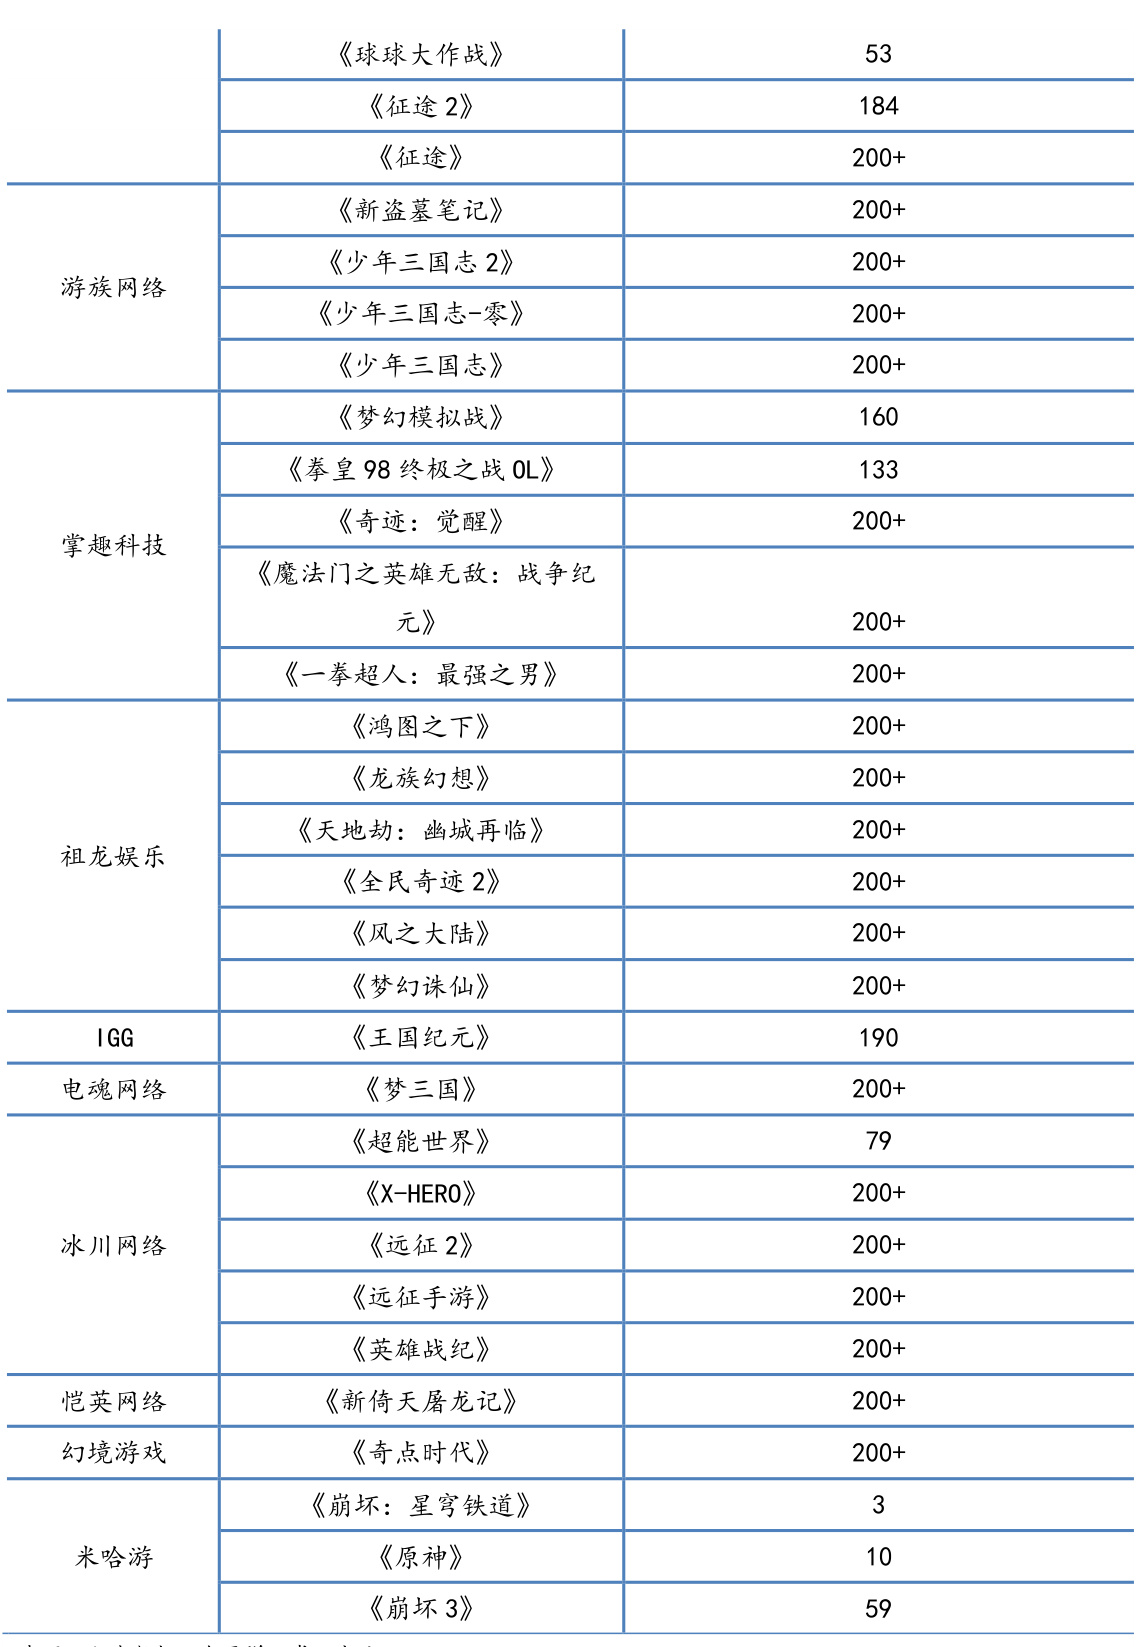 《球球大作战》 53
《征途 2》 184
《征途》 200+
游族网络
《新盗墓笔记》 200+
《少年三国志 2》 200+
《少年三国志-零》 200+
《少年三国志》 200+
掌趣科技
《梦幻模拟战》 160
《拳皇 98 终极之战 OL》 133
《奇迹：觉醒》 200+
《魔法门之英雄无敌：战争纪
元》 200+
《一拳超人：最强之男》 200+
祖龙娱乐
《鸿图之下》 200+
《龙族幻想》 200+
《天地劫：幽城再临》 200+
《全民奇迹 2》 200+
《风之大陆》 200+
《梦幻诛仙》 200+
IGG 《王国纪元》 190
电魂网络 《梦三国》 200+
冰川网络
《超能世界》 79
《X-HERO》 200+
《远征 2》 200+
《远征手游》 200+
《英雄战纪》 200+
恺英网络 《新倚天屠龙记》 200+
幻境游戏 《奇点时代》 200+
米哈游
《崩坏：星穹铁道》 3
《原神》 10
《崩坏 3》 59